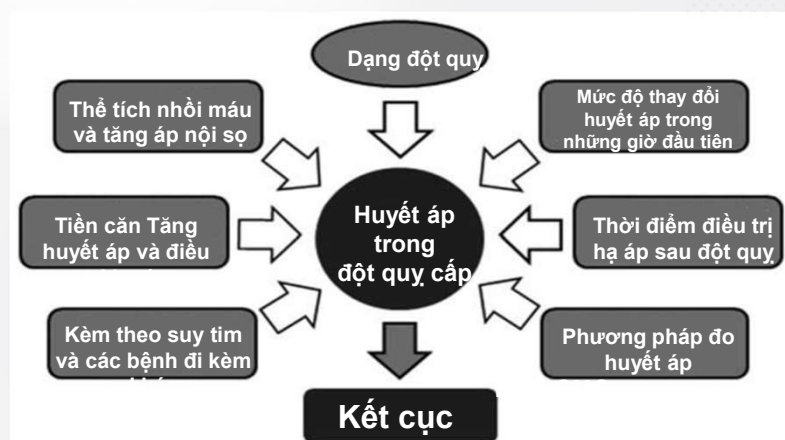 Dạng đột quy
Thể tích nhồi máu
và tăng áp nội sọ
Mức độ thay đổi
huyết áp trong
những giờ đầu tiên
Tiền căn Tăng
huyết áp và điều
Huyết áp
trong
đột quỵ cấp
Thời điểm điều trị
hạ áp sau đột quỵ
Kèm theo suy tim
và các bệnh đi kèm
Phương pháp đo
huyết áp
Kết cục